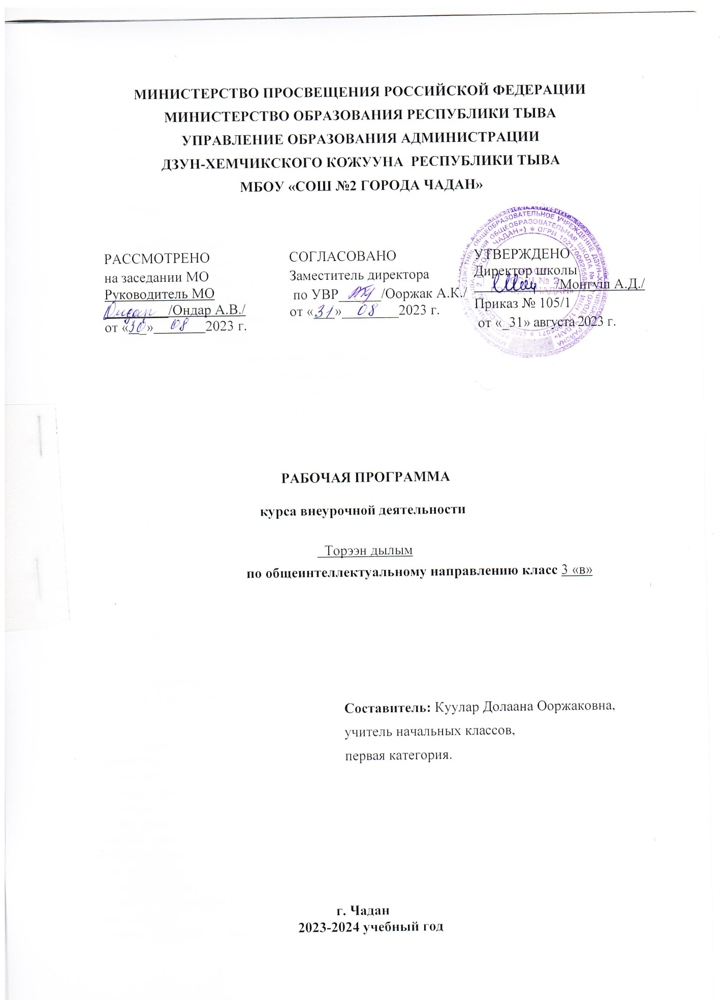 МИНИСТЕРСТВО ПРОСВЕЩЕНИЯ РОССИЙСКОЙ ФЕДЕРАЦИИ
МИНИСТЕРСТВО ОБРАЗОВАНИЯ РЕСПУБЛИКИ ТЫВА
УПРАВЛЕНИЕ ОБРАЗОВАНИЯ АДМИНИСТРАЦИИ
ДЗУН-ХЕМЧИКСКОГО КОЖУУНА РЕСПУБЛИКИ ТЫВА
МБОУ «СОШ №2 ГОРОДА ЧАДАН»
РАССМОТРЕНО
на заседании МО
Руководитель МО
Ондар /Ондар А.В./
от «30» 08 2023 г.
СОГЛАСОВАНО
Заместитель директора
по УВР ______/Ооржак А.К./
от «31» 08 2023 г.
УТВЕРЖДЕНО
Директор школы
/Монгуш А.Д./
Приказ № 105/1
от «_31» августа 2023 г.
РАБОЧАЯ ПРОГРАММА
курса внеурочной деятельности
Торээн дылым
по общеинтеллектуальному направлению класс 3 «в»
Составитель: Куулар Долаана Ооржаковна,
учитель начальных классов,
первая категория.
г. Чадан
2023-2024 учебный год